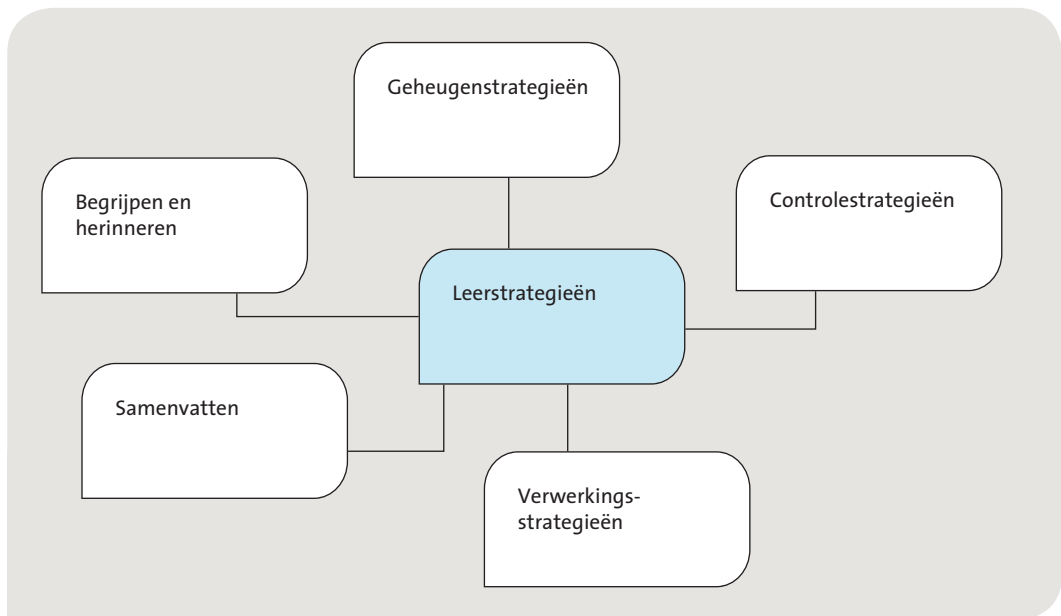 Geheugenstrategieën
Begrijpen en
herinneren
Controlestrategieën
Leerstrategieën
Samenvatten
Verwerkings-
strategieën